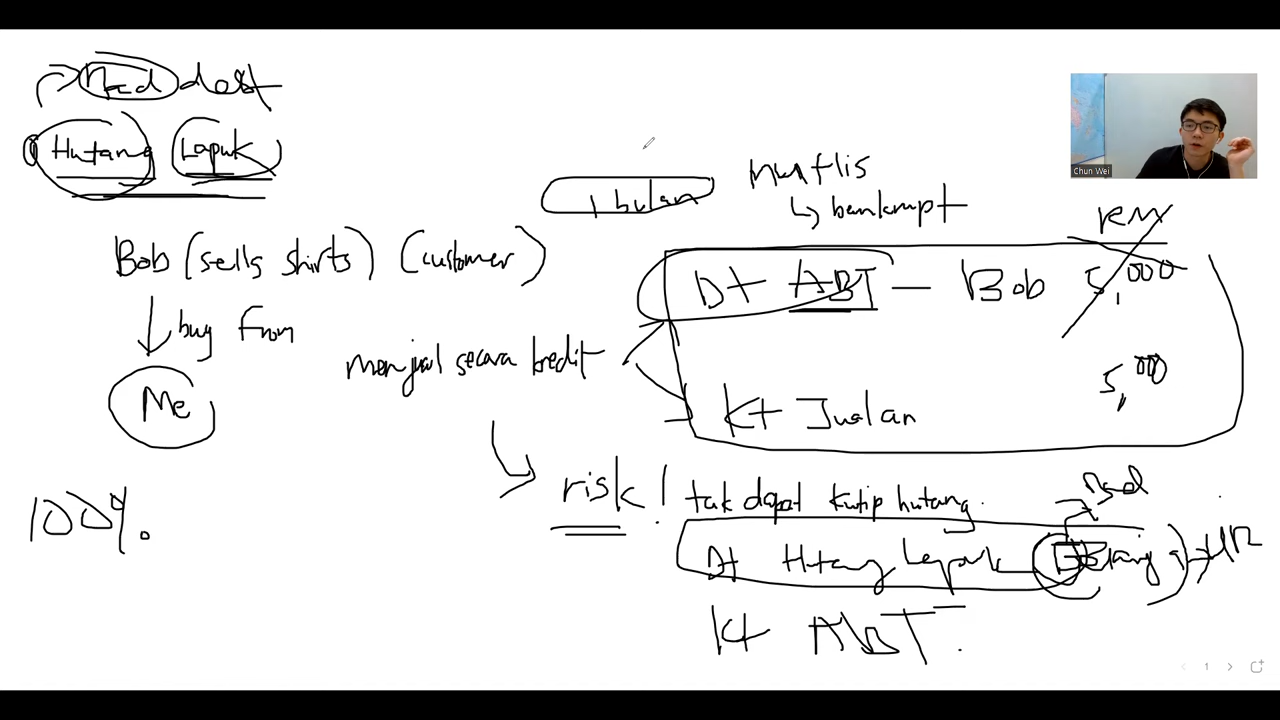 Bad debt
Hutang Lapuk
Chun Wei
1 bulan
muflis
↳ bankrupt
RM
Bob (sells shirts) (customer)
Dt ABT — Bob 5,000
↓ buy from
menjual secara kredit
5,000
Me
Kt Jualan
risk! tak dapat kutip hutang.
100%.
Dt Hutang Lapuk
Kt ABT.
1